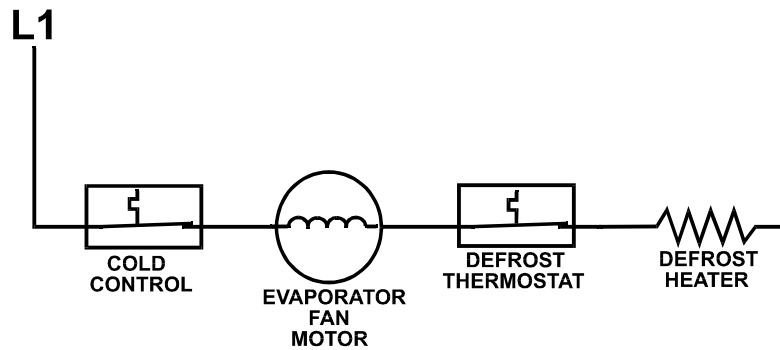 L1
COLD
CONTROL
EVAPORATOR
FAN
MOTOR
DEFROST
THERMOSTAT
DEFROST
HEATER